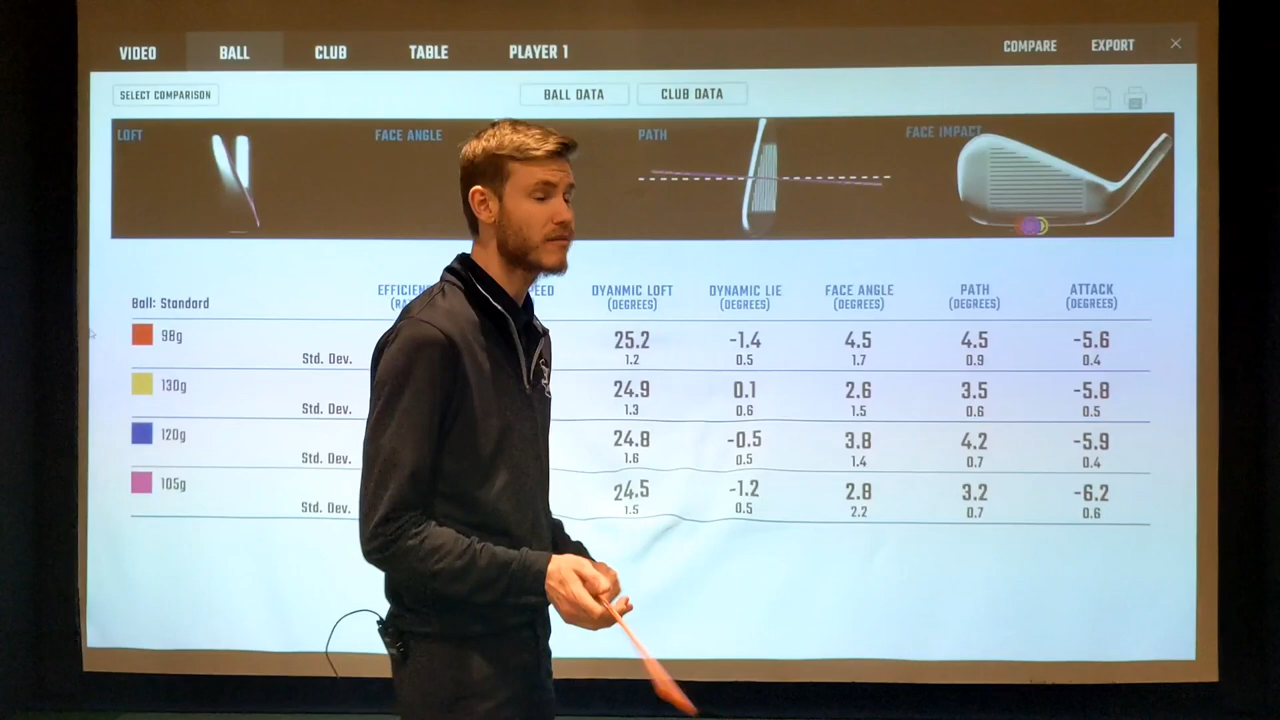 VIDEO BALL CLUB TABLE PLAYER 1 COMPARE EXPORT ×
SELECT COMPARISON BALL DATA CLUB DATA
LOFT FACE ANGLE PATH FACE IMPACT
DYANMIC LOFT DYNAMIC LIE FACE ANGLE PATH ATTACK
Ball: Standard (DEGREES) (DEGREES) (DEGREES) (DEGREES) (DEGREES)
98g 25.2 -1.4 4.5 4.5 -5.6
Std. Dev. 1.2 0.5 1.7 0.9 0.4
130g 24.9 0.1 2.6 3.5 -5.8
Std. Dev. 1.3 0.6 1.5 0.6 0.5
120g 24.8 -0.5 3.8 4.2 -5.9
Std. Dev. 1.6 0.5 1.4 0.7 0.4
105g 24.5 -1.2 2.8 3.2 -6.2
Std. Dev. 1.5 0.5 2.2 0.7 0.6